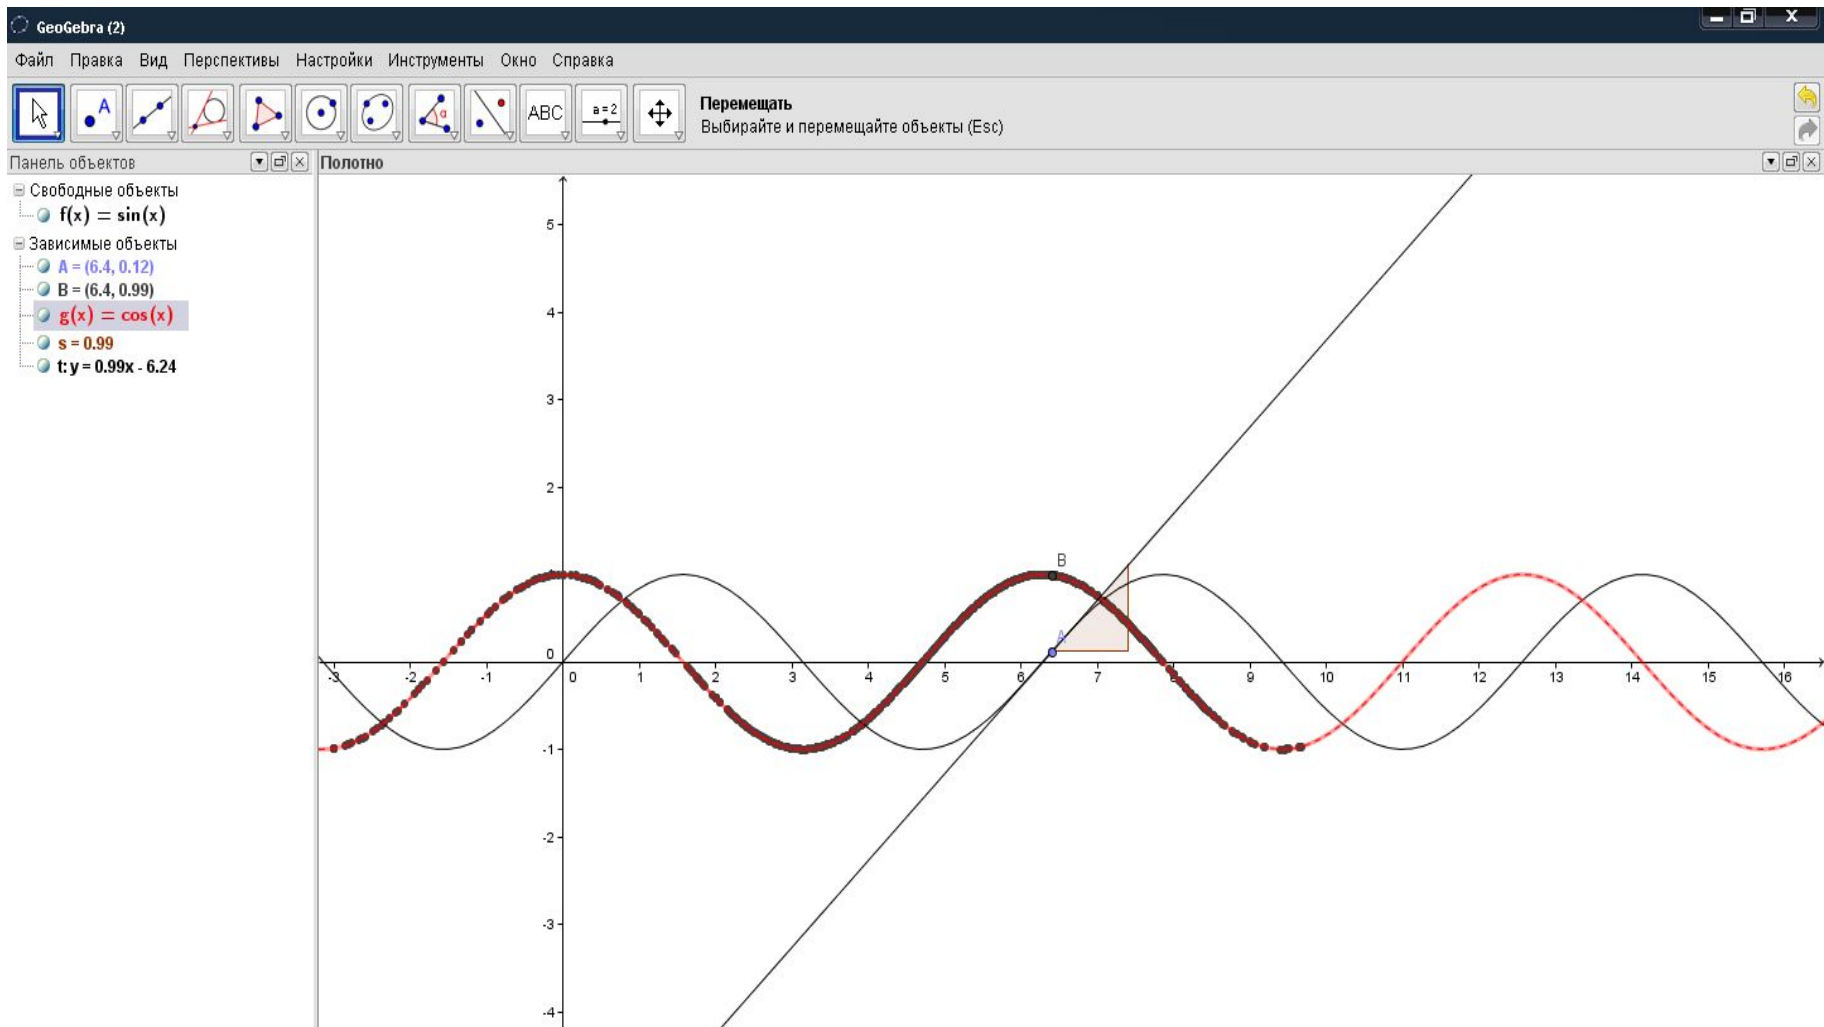 GeoGebra (2)
Файл Правка Вид Перспективы Настройки Инструменты Окно Справка
A
α
ABC
a=2
Перемещать
Выбирайте и перемещайте объекты (Esc)
Панель объектов
Полотно
Свободные объекты
f(x) = sin(x)
Зависимые объекты
A = (6.4, 0.12)
B = (6.4, 0.99)
g(x) = cos(x)
s = 0.99
t: y = 0.99x - 6.24
5
4
3
2
B
A
0
-3 -2 -1 0 1 2 3 4 5 6 7 8 9 10 11 12 13 14 15 16
-1
-2
-3
-4